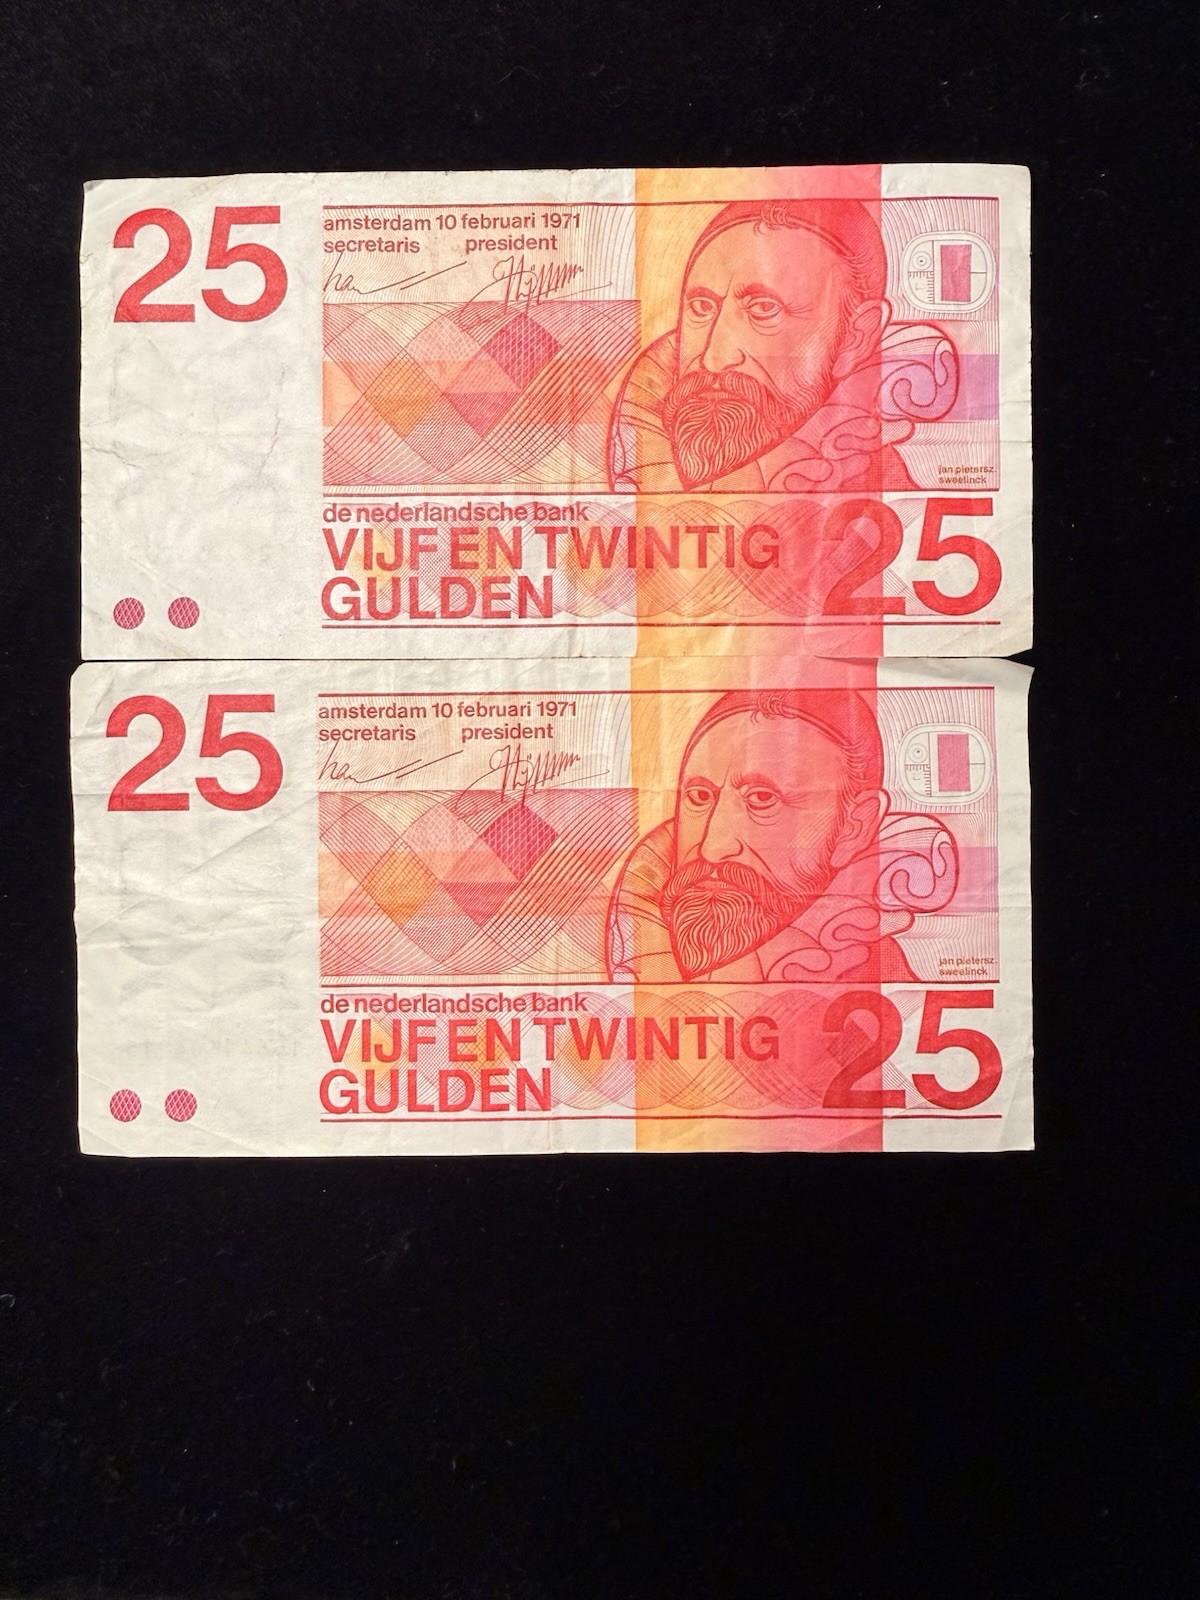 25
amsterdam 10 februari 1971
secretaris president
jan pietersz.
sweelinck
de nederlandsche bank
VIJF EN TWINTIG
GULDEN
25
25
amsterdam 10 februari 1971
secretaris president
jan pietersz.
sweelinck
de nederlandsche bank
VIJF EN TWINTIG
GULDEN
25